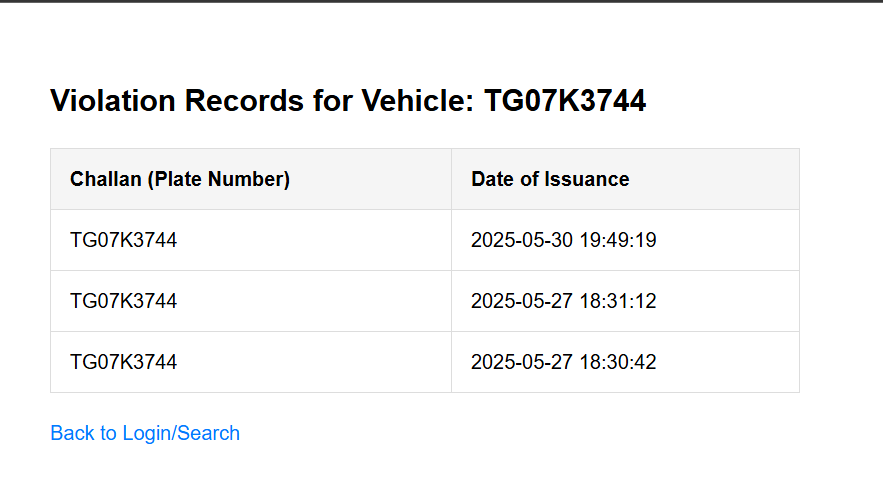 Violation Records for Vehicle: TG07K3744
Challan (Plate Number) Date of Issuance
TG07K3744 2025-05-30 19:49:19
TG07K3744 2025-05-27 18:31:12
TG07K3744 2025-05-27 18:30:42
Back to Login/Search